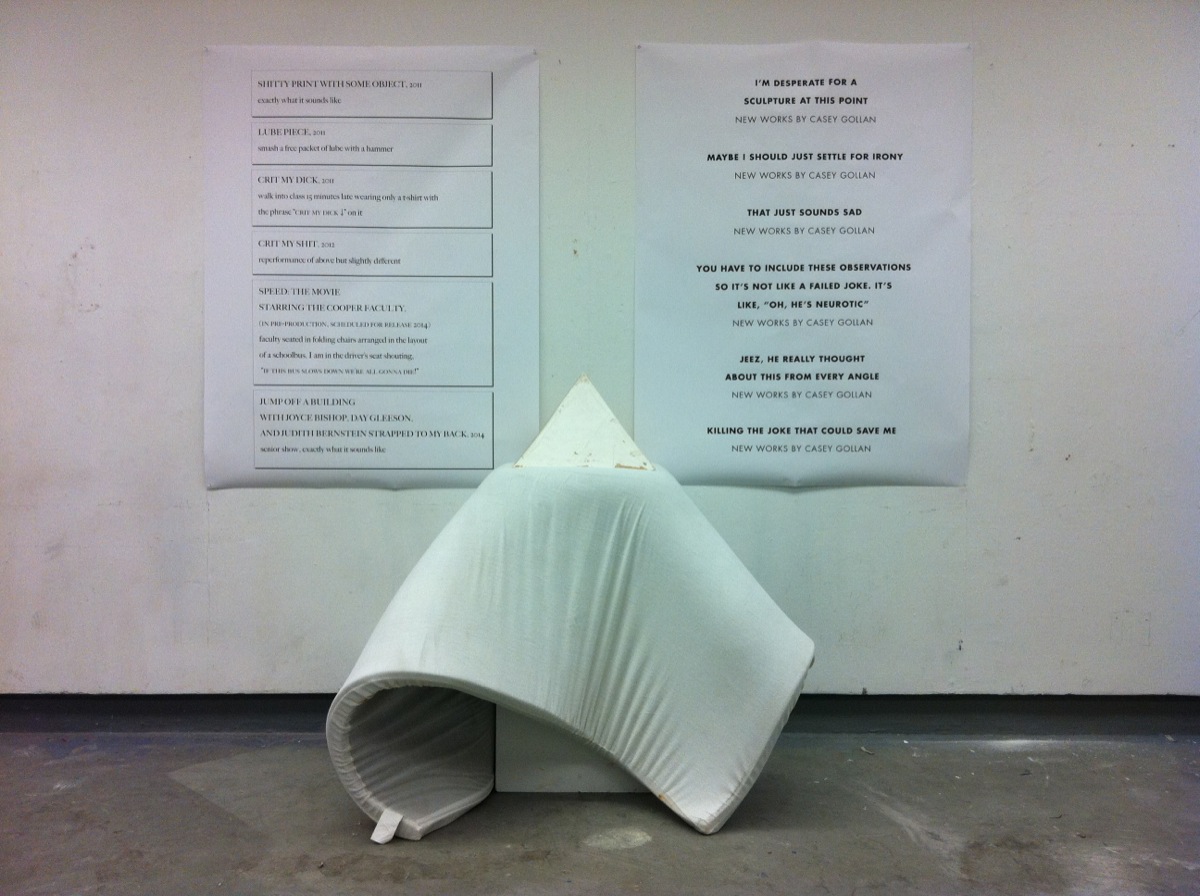 SHITTY PRINT WITH SOME OBJECT, 2011
exactly what it sounds like
LUBE PIECE, 2011
smash a free packet of lube with a hammer
CRIT MY DICK, 2011
walk into class 15 minutes late wearing only a t-shirt with
the phrase "CRIT MY DICK ↓" on it
CRIT MY SHIT, 2012
reperformance of above but slightly different
SPEED: THE MOVIE
STARRING THE COOPER FACULTY,
(IN PRE-PRODUCTION, SCHEDULED FOR RELEASE 2014)
faculty seated in folding chairs arranged in the layout
of a schoolbus. I am in the driver's seat shouting,
"IF THIS BUS SLOWS DOWN WE'RE ALL GONNA DIE!"
JUMP OFF A BUILDING
WITH JOYCE BISHOP, DAY GLEESON,
AND JUDITH BERNSTEIN STRAPPED TO MY BACK, 2014
senior show, exactly what it sounds like
I'M DESPERATE FOR A
SCULPTURE AT THIS POINT
NEW WORKS BY CASEY GOLLAN
MAYBE I SHOULD JUST SETTLE FOR IRONY
NEW WORKS BY CASEY GOLLAN
THAT JUST SOUNDS SAD
NEW WORKS BY CASEY GOLLAN
YOU HAVE TO INCLUDE THESE OBSERVATIONS
SO IT'S NOT LIKE A FAILED JOKE. IT'S
LIKE, "OH, HE'S NEUROTIC"
NEW WORKS BY CASEY GOLLAN
JEEZ, HE REALLY THOUGHT
ABOUT THIS FROM EVERY ANGLE
NEW WORKS BY CASEY GOLLAN
KILLING THE JOKE THAT COULD SAVE ME
NEW WORKS BY CASEY GOLLAN